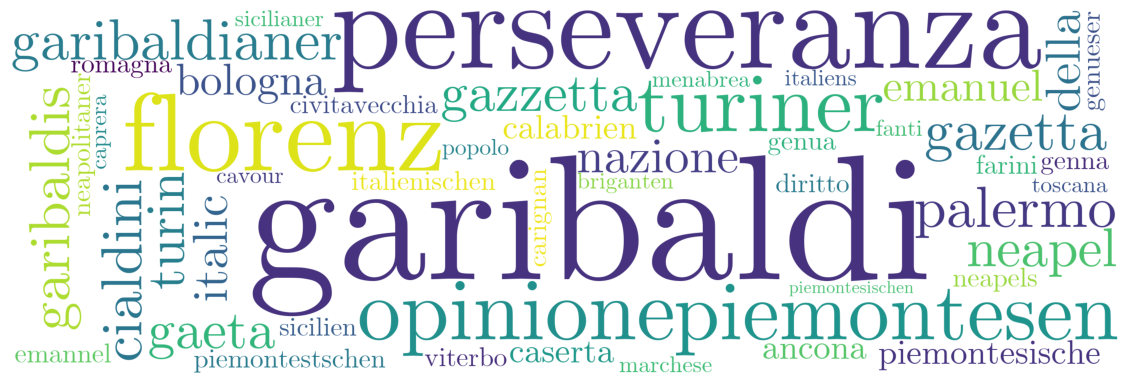 sicilianer
perseveranza
garibaldianer
romagna
bologna
della
genueser
menabrea
italiens
emanuel
gazzetta
turiner
civitavecchia
neapolitaner
caprera
garibaldis
florenz
calabrien
fanti
gazetta
popolo
nazione
genua
farini
genna
cavour
italienischen
briganten
diritto
toscana
carignan
garibaldi
cialdini
turin
italic
palermo
neapel
neapels
piemontesischen
opinione
piemontesen
gaeta
sicilien
emannel
piemontestschen
viterbo
caserta
marchese
ancona
piemontesische